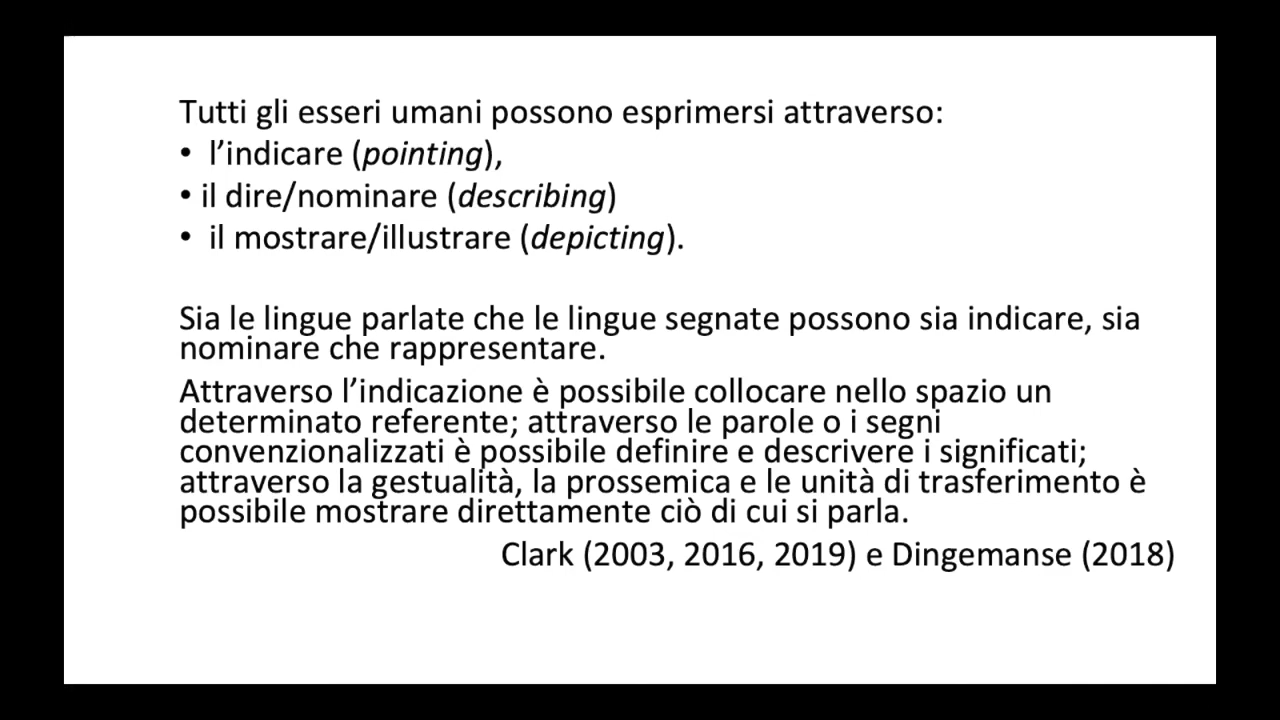 Tutti gli esseri umani possono esprimersi attraverso:
• l’indicare (pointing),
• il dire/nominare (describing)
• il mostrare/illustrare (depicting).
Sia le lingue parlate che le lingue segnate possono sia indicare, sia
nominare che rappresentare.
Attraverso l’indicazione è possibile collocare nello spazio un
determinato referente; attraverso le parole o i segni
convenzionalizzati è possibile definire e descrivere i significati;
attraverso la gestualità, la prossemica e le unità di trasferimento è
possibile mostrare direttamente ciò di cui si parla.
Clark (2003, 2016, 2019) e Dingemanse (2018)